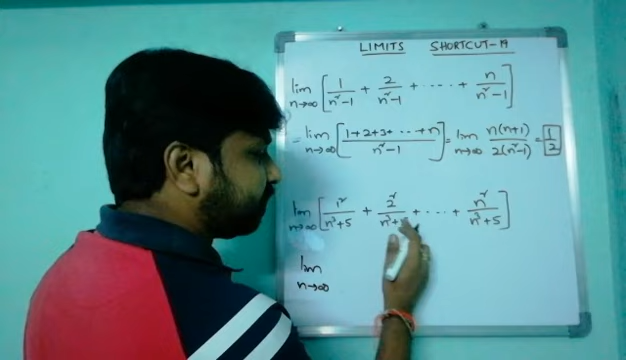 LIMITS SHORTCUT-19
lim n→∞ [ 1/(n²-1) + 2/(n²-1) + ..... + n/(n²-1) ]
= lim n→∞ [ (1+2+3+ ..... +n)/(n²-1) ] = lim n→∞ n(n+1)/(2(n²-1)) = 1/2
lim n→∞ [ 1²/(n³+5) + 2²/(n³+ + .... + n²/(n³+5) ]
lim n→∞